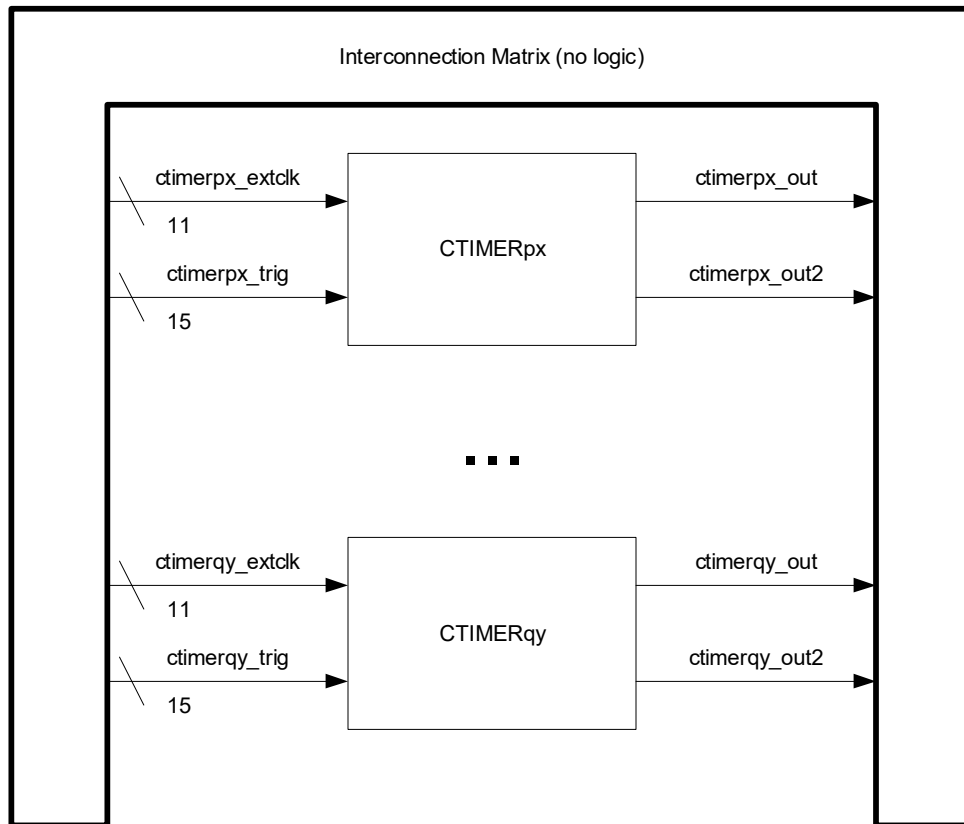 Interconnection Matrix (no logic)
ctimerpx_extclk
11
ctimerpx_trig
15
CTIMERpx
ctimerpx_out
ctimerpx_out2
...
ctimerqy_extclk
11
ctimerqy_trig
15
CTIMERqy
ctimerqy_out
ctimerqy_out2